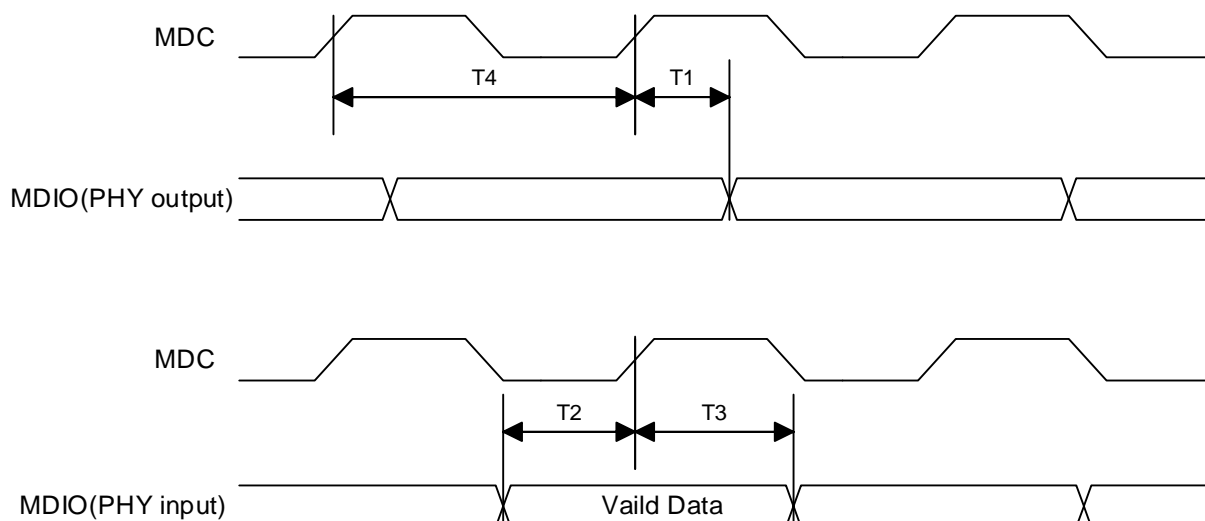 MDC
T4
T1
MDIO(PHY output)
MDC
T2
T3
MDIO(PHY input)
Vaild Data